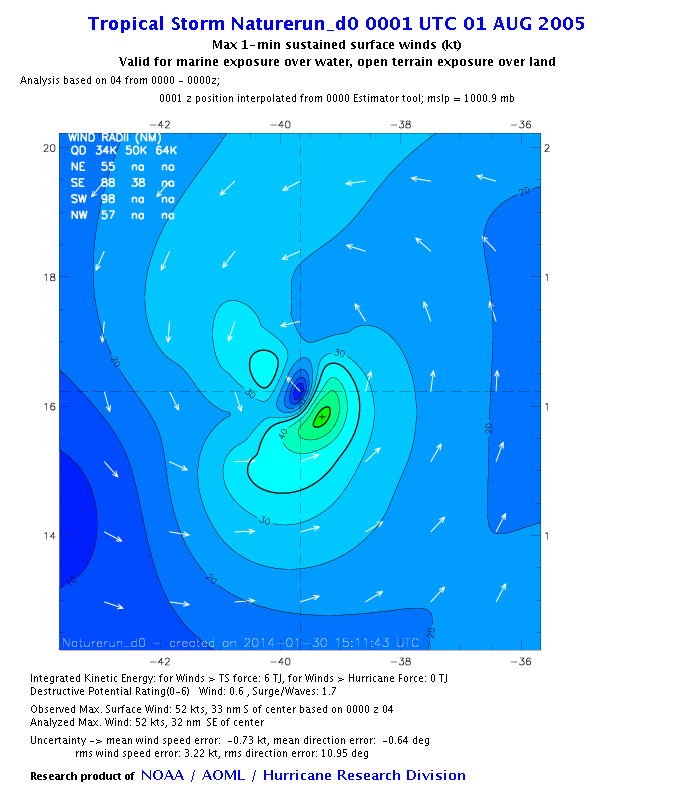 Tropical Storm Naturerun_d0 0001 UTC 01 AUG 2005
Max 1-min sustained surface winds (kt)
Valid for marine exposure over water, open terrain exposure over land
Analysis based on 04 from 0000 - 0000z;
0001 z position interpolated from 0000 Estimator tool; mslp = 1000.9 mb
-42 -40 -38 -36
WIND RADII (NM)
QD 34K 50K 64K
NE 55 na na
SE 88 38 na
SW 98 na na
NW 57 na na
20 2
20
18 1
30
20
30
16 1
40
20
30
14 1
10
20
20
Naturerun_d0 - created on 2014-01-30 15:11:43 UTC
-42 -40 -38 -36
Integrated Kinetic Energy: for Winds > TS force: 6 TJ, for Winds > Hurricane Force: 0 TJ
Destructive Potential Rating(0-6) Wind: 0.6 , Surge/Waves: 1.7
Observed Max. Surface Wind: 52 kts, 33 nm S of center based on 0000 z 04
Analyzed Max. Wind: 52 kts, 32 nm SE of center
Uncertainty -> mean wind speed error: -0.73 kt, mean direction error: -0.64 deg
rms wind speed error: 3.22 kt, rms direction error: 10.95 deg
Research product of NOAA / AOML / Hurricane Research Division